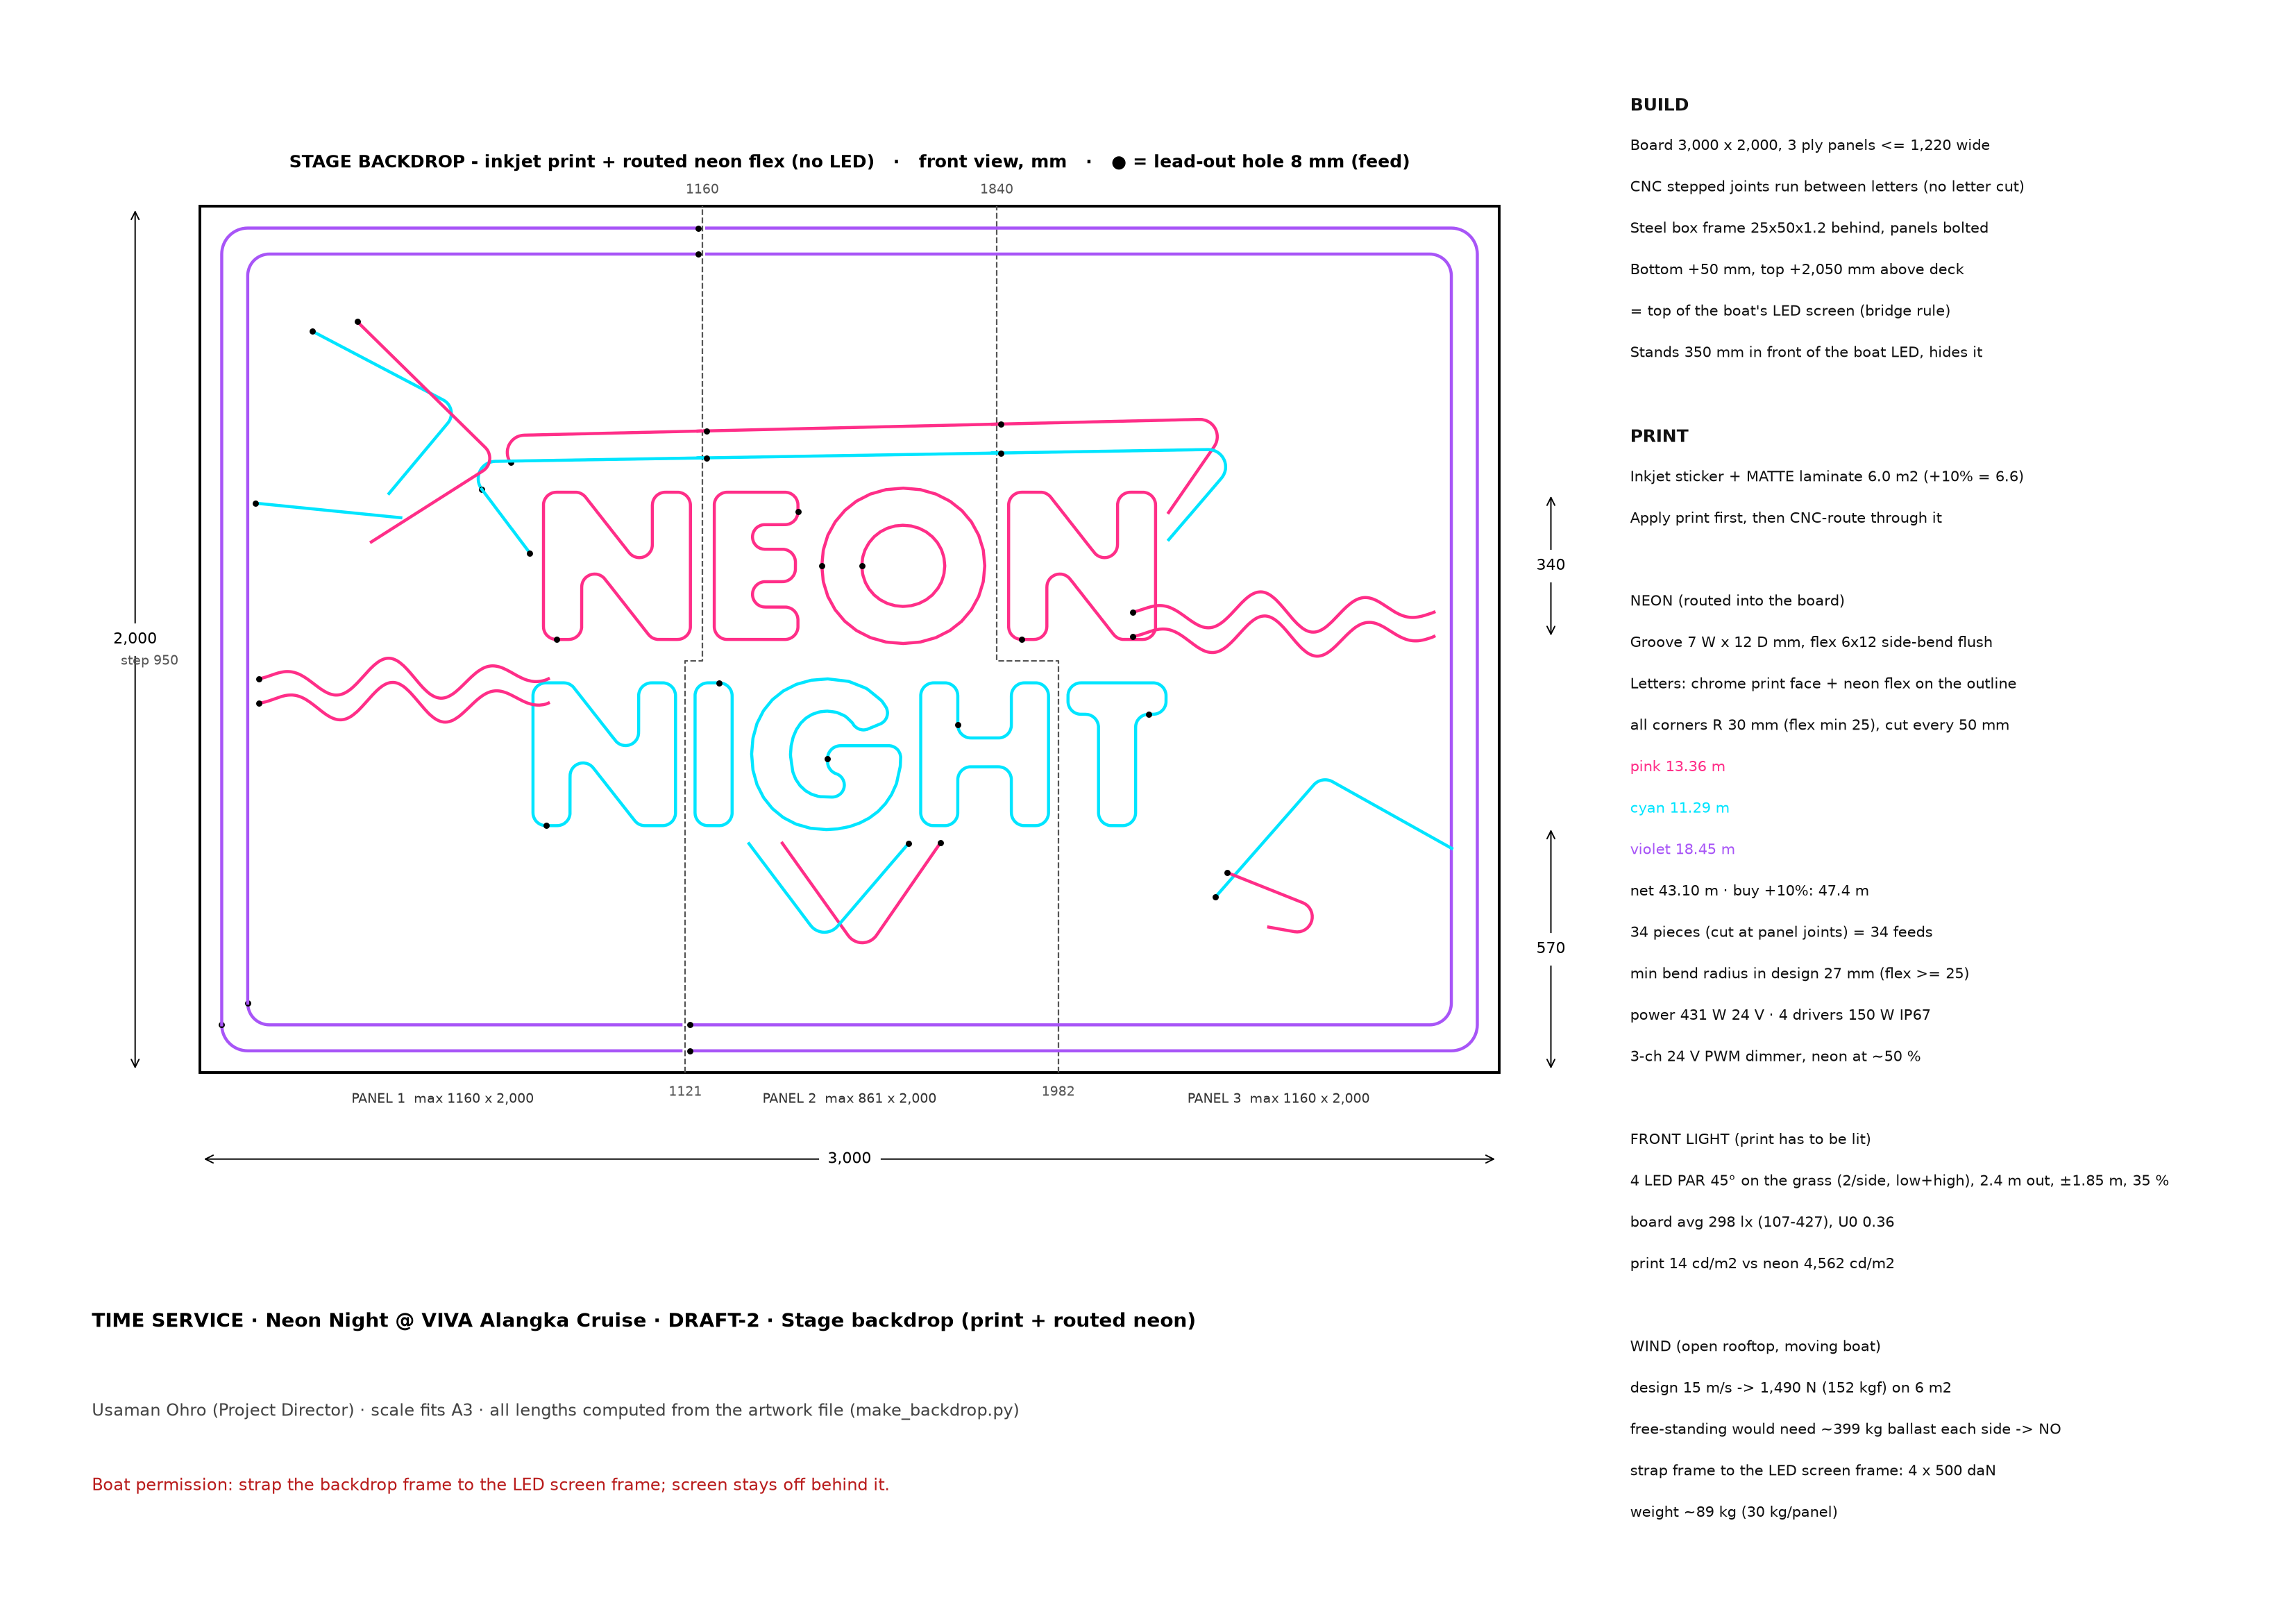 STAGE BACKDROP - inkjet print + routed neon flex (no LED)   ·   front view, mm   ·   ● = lead-out hole 8 mm (feed)
1160
1840
2,000
step 950
NEON
NIGHT
340
570
1121
1982
PANEL 1  max 1160 x 2,000
PANEL 2  max 861 x 2,000
PANEL 3  max 1160 x 2,000
3,000
BUILD
Board 3,000 x 2,000, 3 ply panels <= 1,220 wide
CNC stepped joints run between letters (no letter cut)
Steel box frame 25x50x1.2 behind, panels bolted
Bottom +50 mm, top +2,050 mm above deck
= top of the boat's LED screen (bridge rule)
Stands 350 mm in front of the boat LED, hides it
PRINT
Inkjet sticker + MATTE laminate 6.0 m2 (+10% = 6.6)
Apply print first, then CNC-route through it
NEON (routed into the board)
Groove 7 W x 12 D mm, flex 6x12 side-bend flush
Letters: chrome print face + neon flex on the outline
all corners R 30 mm (flex min 25), cut every 50 mm
pink 13.36 m
cyan 11.29 m
violet 18.45 m
net 43.10 m · buy +10%: 47.4 m
34 pieces (cut at panel joints) = 34 feeds
min bend radius in design 27 mm (flex >= 25)
power 431 W 24 V · 4 drivers 150 W IP67
3-ch 24 V PWM dimmer, neon at ~50 %
FRONT LIGHT (print has to be lit)
4 LED PAR 45° on the grass (2/side, low+high), 2.4 m out, ±1.85 m, 35 %
board avg 298 lx (107-427), U0 0.36
print 14 cd/m2 vs neon 4,562 cd/m2
WIND (open rooftop, moving boat)
design 15 m/s -> 1,490 N (152 kgf) on 6 m2
free-standing would need ~399 kg ballast each side -> NO
strap frame to the LED screen frame: 4 x 500 daN
weight ~89 kg (30 kg/panel)
TIME SERVICE · Neon Night @ VIVA Alangka Cruise · DRAFT-2 · Stage backdrop (print + routed neon)
Usaman Ohro (Project Director) · scale fits A3 · all lengths computed from the artwork file (make_backdrop.py)
Boat permission: strap the backdrop frame to the LED screen frame; screen stays off behind it.